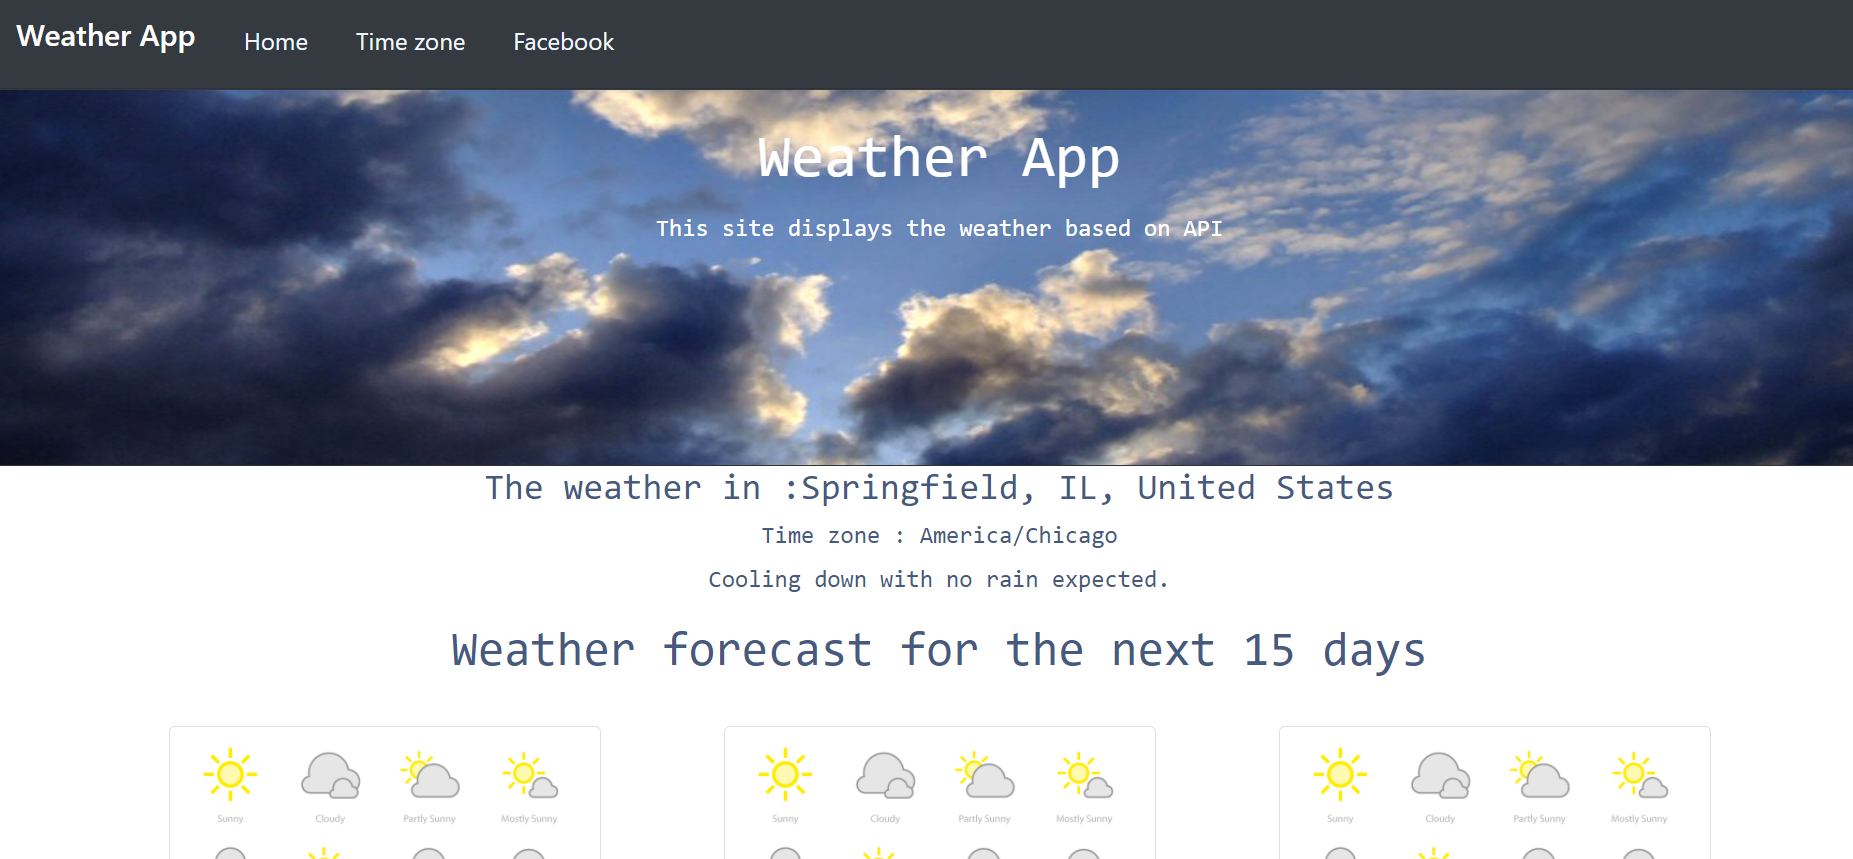 Weather App Home Time zone Facebook
Weather App
This site displays the weather based on API
The weather in :Springfield, IL, United States
Time zone : America/Chicago
Cooling down with no rain expected.
Weather forecast for the next 15 days
Sunny Cloudy Partly Sunny Mostly Sunny Sunny Cloudy Partly Sunny Mostly Sunny Sunny Cloudy Partly Sunny Mostly Sunny